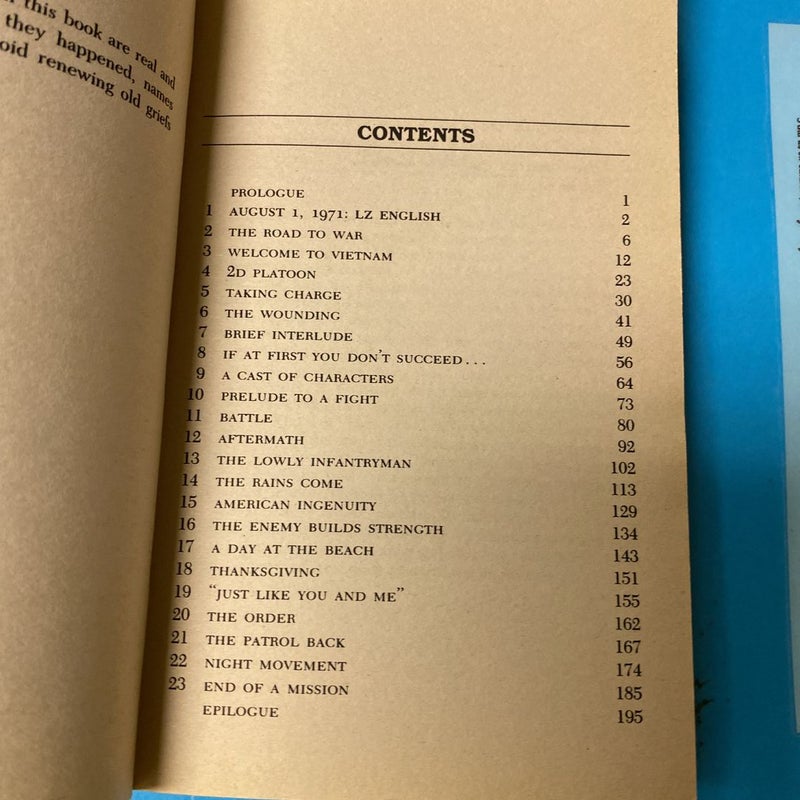 this book are real and
they happened, names
oid renewing old griefs
CONTENTS
PROLOGUE 1
1 AUGUST 1, 1971: LZ ENGLISH 2
2 THE ROAD TO WAR 6
3 WELCOME TO VIETNAM 12
4 2D PLATOON 23
5 TAKING CHARGE 30
6 THE WOUNDING 41
7 BRIEF INTERLUDE 49
8 IF AT FIRST YOU DON'T SUCCEED... 56
9 A CAST OF CHARACTERS 64
10 PRELUDE TO A FIGHT 73
11 BATTLE 80
12 AFTERMATH 92
13 THE LOWLY INFANTRYMAN 102
14 THE RAINS COME 113
15 AMERICAN INGENUITY 129
16 THE ENEMY BUILDS STRENGTH 134
17 A DAY AT THE BEACH 143
18 THANKSGIVING 151
19 "JUST LIKE YOU AND ME" 155
20 THE ORDER 162
21 THE PATROL BACK 167
22 NIGHT MOVEMENT 174
23 END OF A MISSION 185
EPILOGUE 195